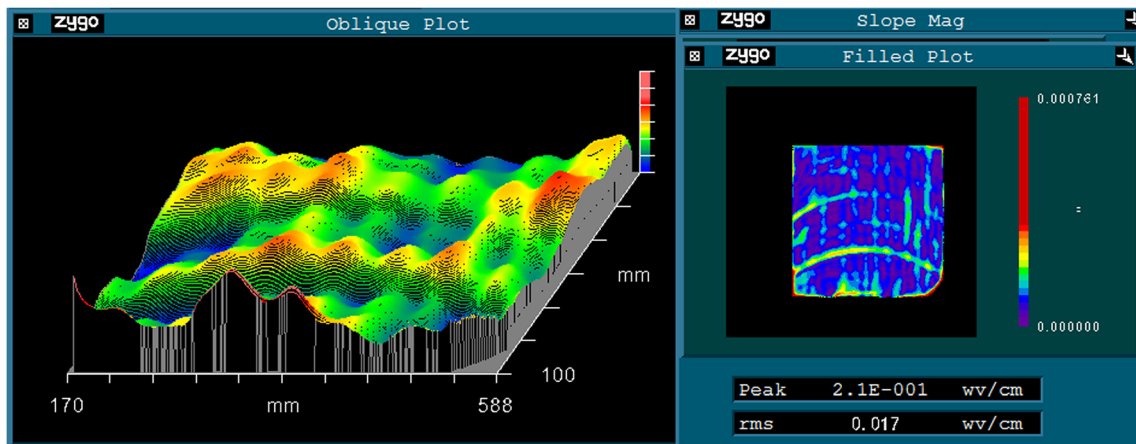 zygo Oblique Plot
mm
100
170 mm 588
zygo Slope Mag
zygo Filled Plot
0.000761
0.000000
Peak 2.1E-001 wv/cm
rms 0.017 wv/cm